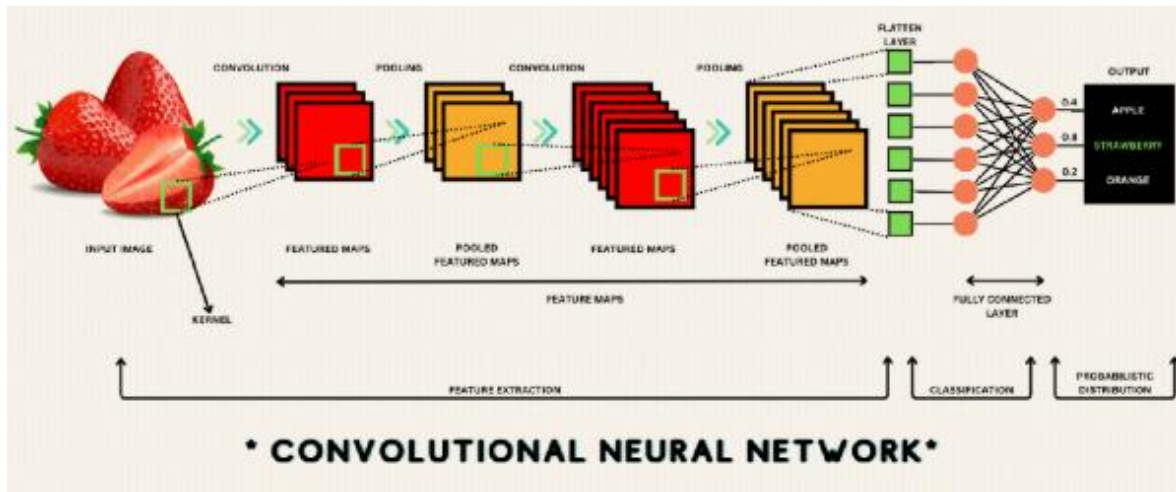 FLATTEN
LAYER
CONVOLUTION
POOLING
CONVOLUTION
POOLING
OUTPUT
0.4
APPLE
0.8
STRAWBERRY
0.2
ORANGE
INPUT IMAGE
FEATURED MAPS
POOLED
FEATURED MAPS
FEATURED MAPS
POOLED
FEATURED MAPS
FEATURE MAPS
FULLY CONNECTED
LAYER
KERNEL
FEATURE EXTRACTION
CLASSIFICATION
PROBABILISTIC
DISTRIBUTION
* CONVOLUTIONAL NEURAL NETWORK*